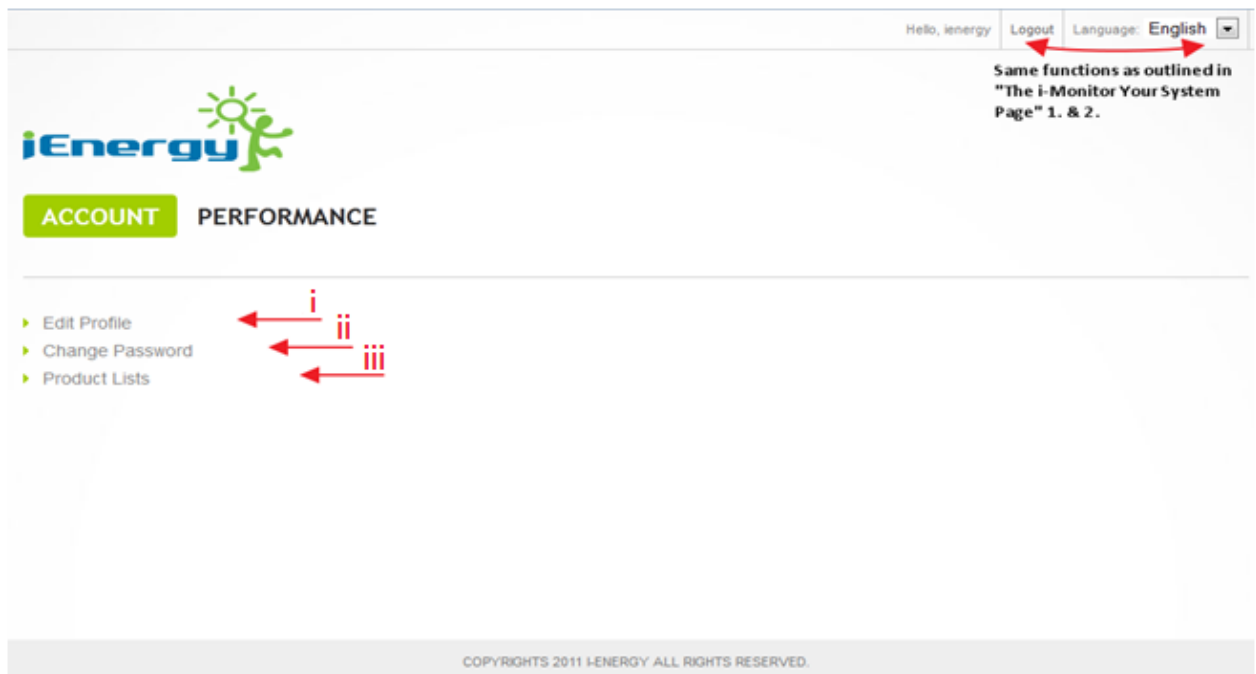 Hello, ienergy Logout Language: English
Same functions as outlined in
"The i-Monitor Your System
Page" 1. & 2.
iEnergy
ACCOUNT PERFORMANCE
i
Edit Profile
ii
Change Password
iii
Product Lists
COPYRIGHTS 2011 I-ENERGY ALL RIGHTS RESERVED.